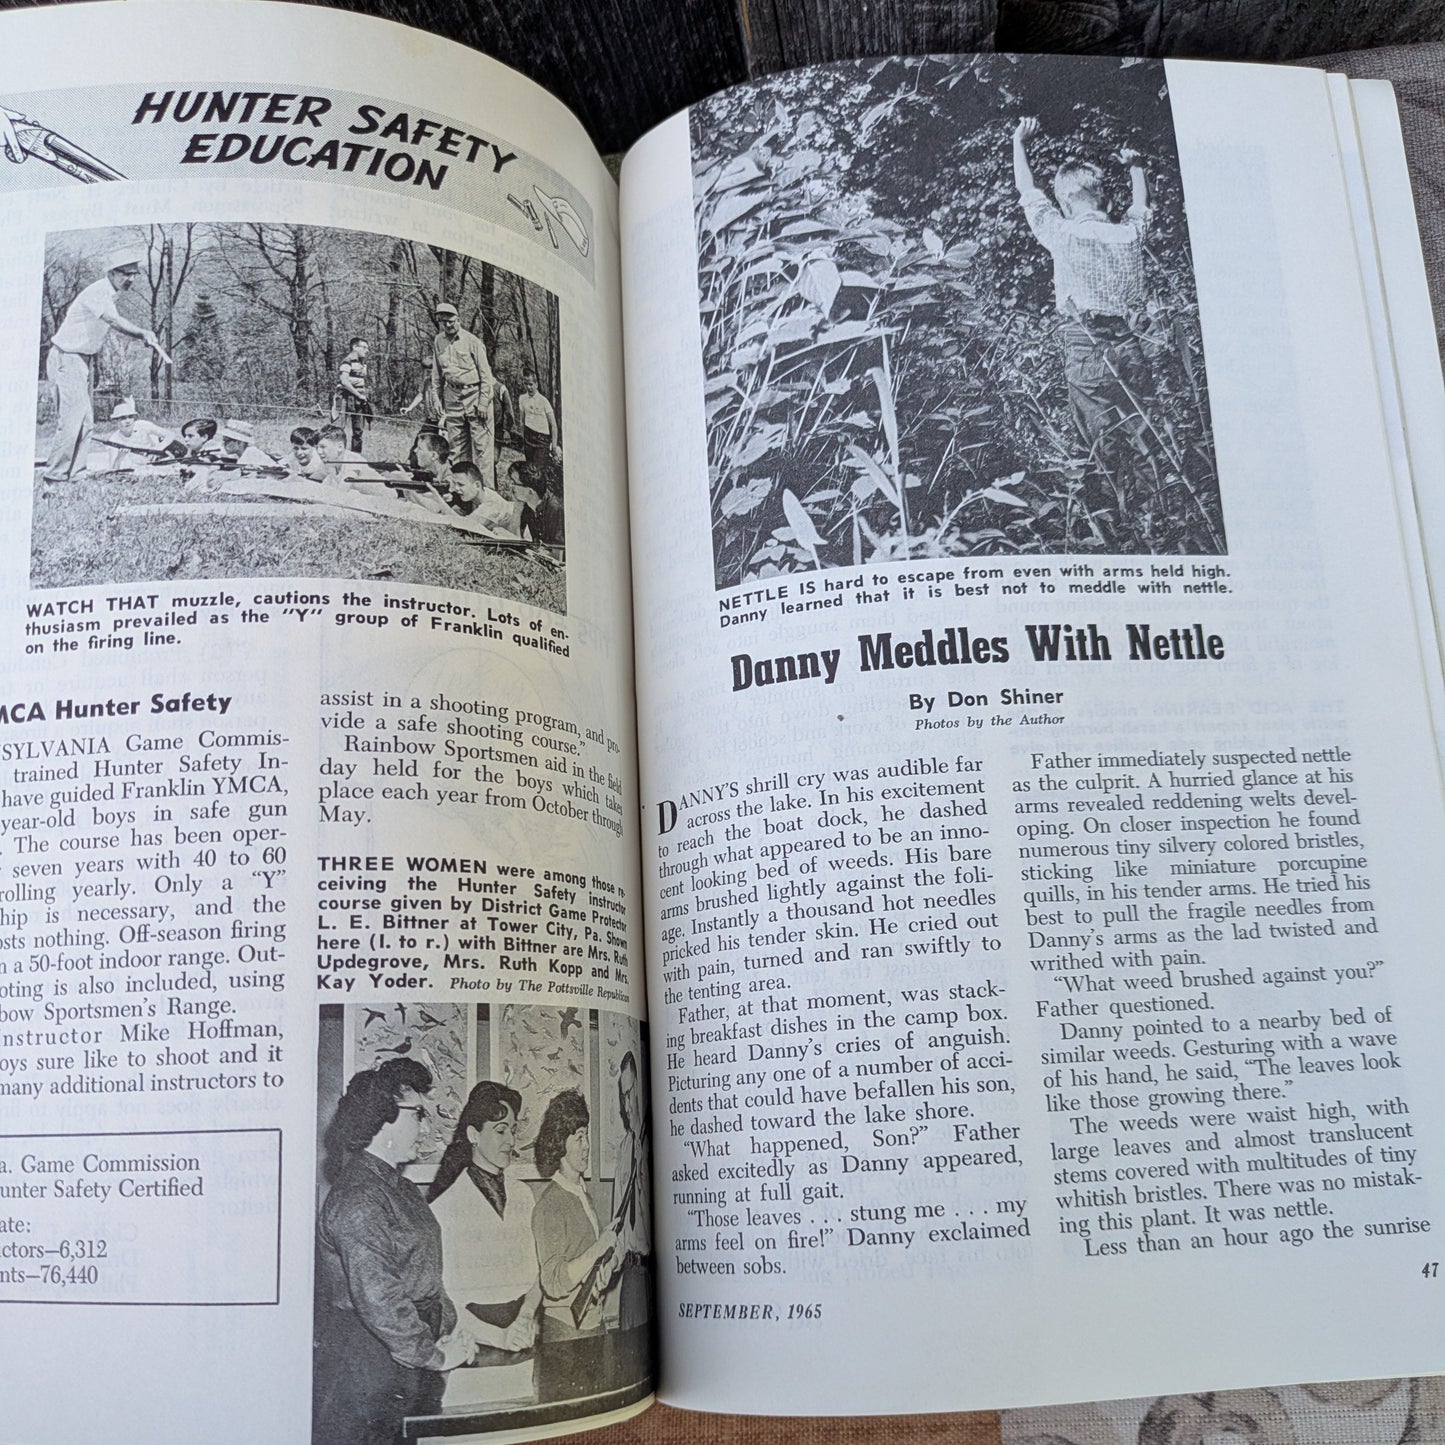 HUNTER SAFETY
EDUCATION
WATCH THAT muzzle, cautions the instructor. Lots of en-
thusiasm prevailed as the "Y" group of Franklin qualified
on the firing line.
MCA Hunter Safety
SYLVANIA Game Commis-
trained Hunter Safety In-
have guided Franklin YMCA,
year-old boys in safe gun
. The course has been oper-
seven years with 40 to 60
rolling yearly. Only a "Y"
hip is necessary, and the
osts nothing. Off-season firing
n a 50-foot indoor range. Out-
oting is also included, using
bow Sportsmen's Range.
nstructor Mike Hoffman,
oys sure like to shoot and it
many additional instructors to
a. Game Commission
unter Safety Certified
ate:
ctors—6,312
nts—76,440
assist in a shooting program, and pro-
vide a safe shooting course."
Rainbow Sportsmen aid in the field
day held for the boys which takes
place each year from October through
May.
THREE WOMEN were among those re-
ceiving the Hunter Safety instructor
course given by District Game Protector
L. E. Bittner at Tower City, Pa. Shown
here (l. to r.) with Bittner are Mrs. Ruth
Updegrove, Mrs. Ruth Kopp and Mrs.
Kay Yoder. Photo by The Pottsville Republican
NETTLE IS hard to escape from even with arms held high.
Danny learned that it is best not to meddle with nettle.
Danny Meddles With Nettle
By Don Shiner
Photos by the Author
DANNY'S shrill cry was audible far
across the lake. In his excitement
to reach the boat dock, he dashed
through what appeared to be an inno-
cent looking bed of weeds. His bare
arms brushed lightly against the foli-
age. Instantly a thousand hot needles
pricked his tender skin. He cried out
with pain, turned and ran swiftly to
the tenting area.
Father, at that moment, was stack-
ing breakfast dishes in the camp box.
He heard Danny's cries of anguish.
Picturing any one of a number of acci-
dents that could have befallen his son,
he dashed toward the lake shore.
"What happened, Son?" Father
asked excitedly as Danny appeared,
running at full gait.
"Those leaves . . . stung me . . . my
arms feel on fire!" Danny exclaimed
between sobs.
Father immediately suspected nettle
as the culprit. A hurried glance at his
arms revealed reddening welts devel-
oping. On closer inspection he found
numerous tiny silvery colored bristles,
sticking like miniature porcupine
quills, in his tender arms. He tried his
best to pull the fragile needles from
Danny's arms as the lad twisted and
writhed with pain.
"What weed brushed against you?"
Father questioned.
Danny pointed to a nearby bed of
similar weeds. Gesturing with a wave
of his hand, he said, "The leaves look
like those growing there."
The weeds were waist high, with
large leaves and almost translucent
stems covered with multitudes of tiny
whitish bristles. There was no mistak-
ing this plant. It was nettle.
Less than an hour ago the sunrise
SEPTEMBER, 1965
47